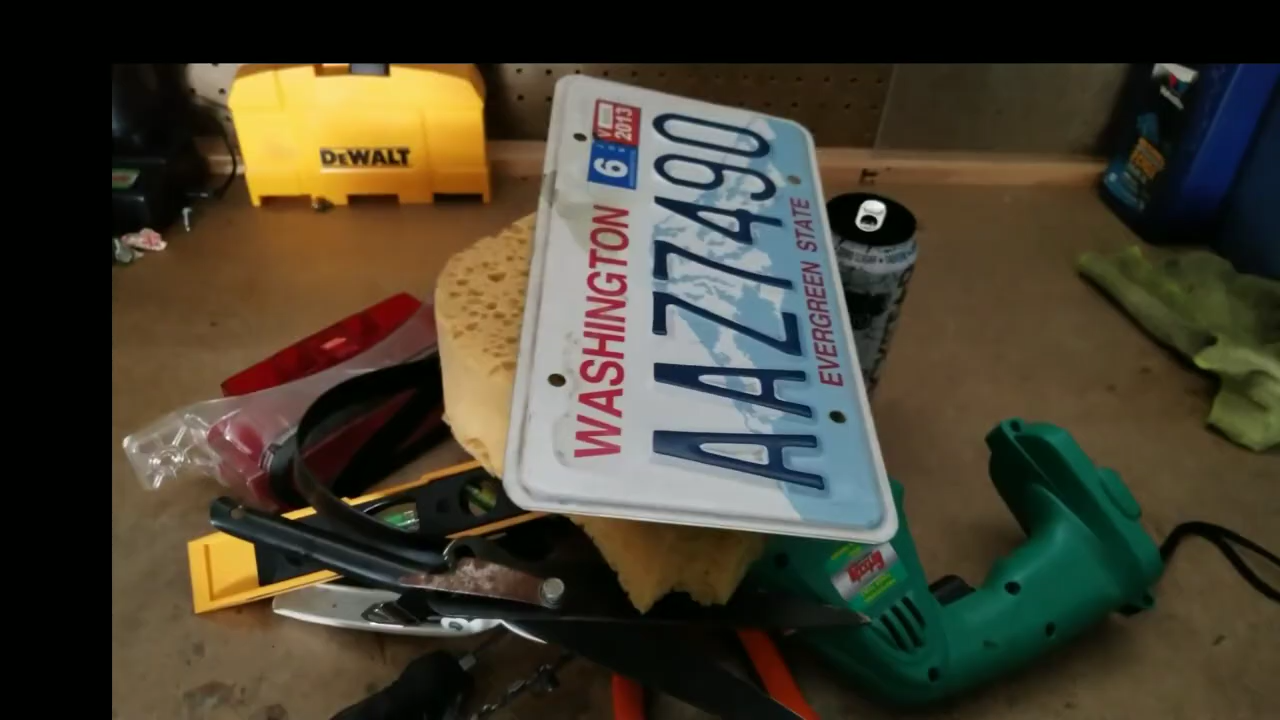 DEWALT
WASHINGTON
6
2013
AAZ7490
EVERGREEN STATE